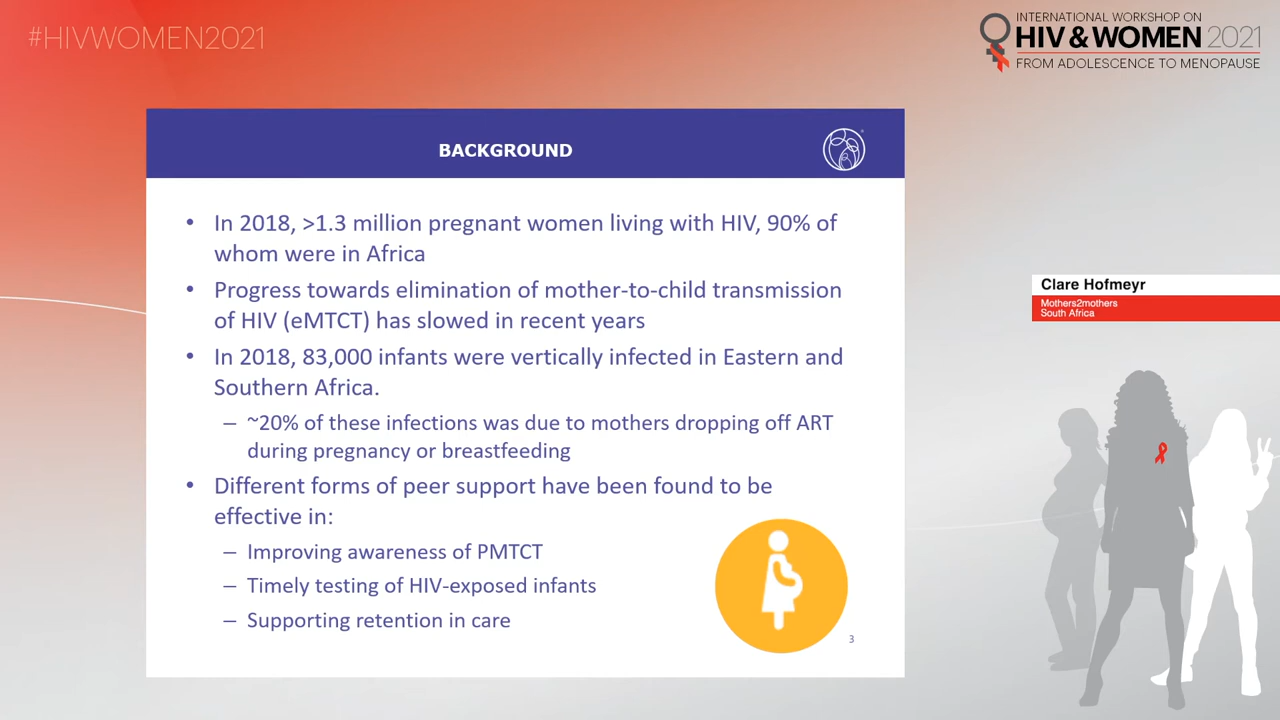 #HIVWOMEN2021
INTERNATIONAL WORKSHOP ON
HIV & WOMEN 2021
FROM ADOLESCENCE TO MENOPAUSE
BACKGROUND
• In 2018, >1.3 million pregnant women living with HIV, 90% of
whom were in Africa
• Progress towards elimination of mother-to-child transmission
of HIV (eMTCT) has slowed in recent years
• In 2018, 83,000 infants were vertically infected in Eastern and
Southern Africa.
– ~20% of these infections was due to mothers dropping off ART
during pregnancy or breastfeeding
• Different forms of peer support have been found to be
effective in:
– Improving awareness of PMTCT
– Timely testing of HIV-exposed infants
– Supporting retention in care
3
Clare Hofmeyr
Mothers2mothers
South Africa